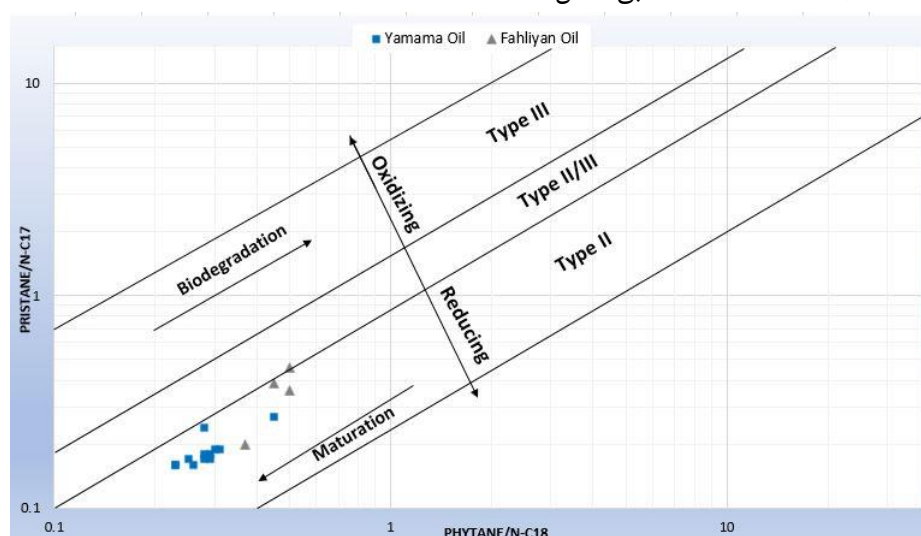 Yamama Oil Fahliyan Oil
10
Type III
Oxidizing
Type II/III
Biodegradation
Type II
PRISTANE/N-C17
1
Reducing
Maturation
0.1
0.1 1 10
PHYTANE/N-C18